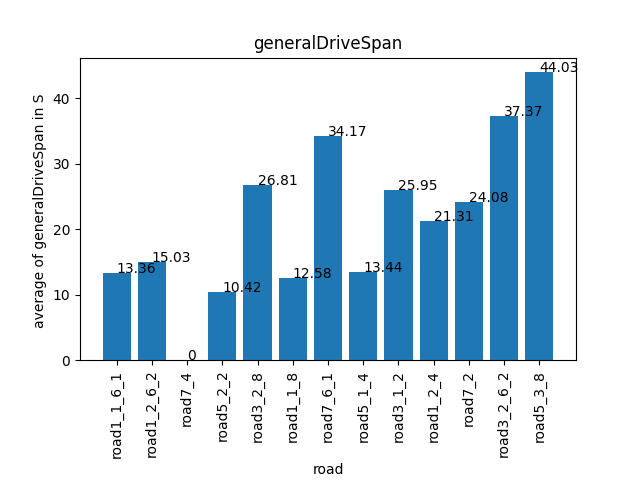 generalDriveSpan
average of generalDriveSpan in S
40
30
20
10
0
13.36
15.03
0
10.42
26.81
12.58
34.17
13.44
25.95
21.31
24.08
37.37
44.03
road1_1_6_1
road1_2_6_2
road7_4
road5_2_2
road3_2_8
road1_1_8
road7_6_1
road5_1_4
road3_1_2
road1_2_4
road7_2
road3_2_6_2
road5_3_8
road